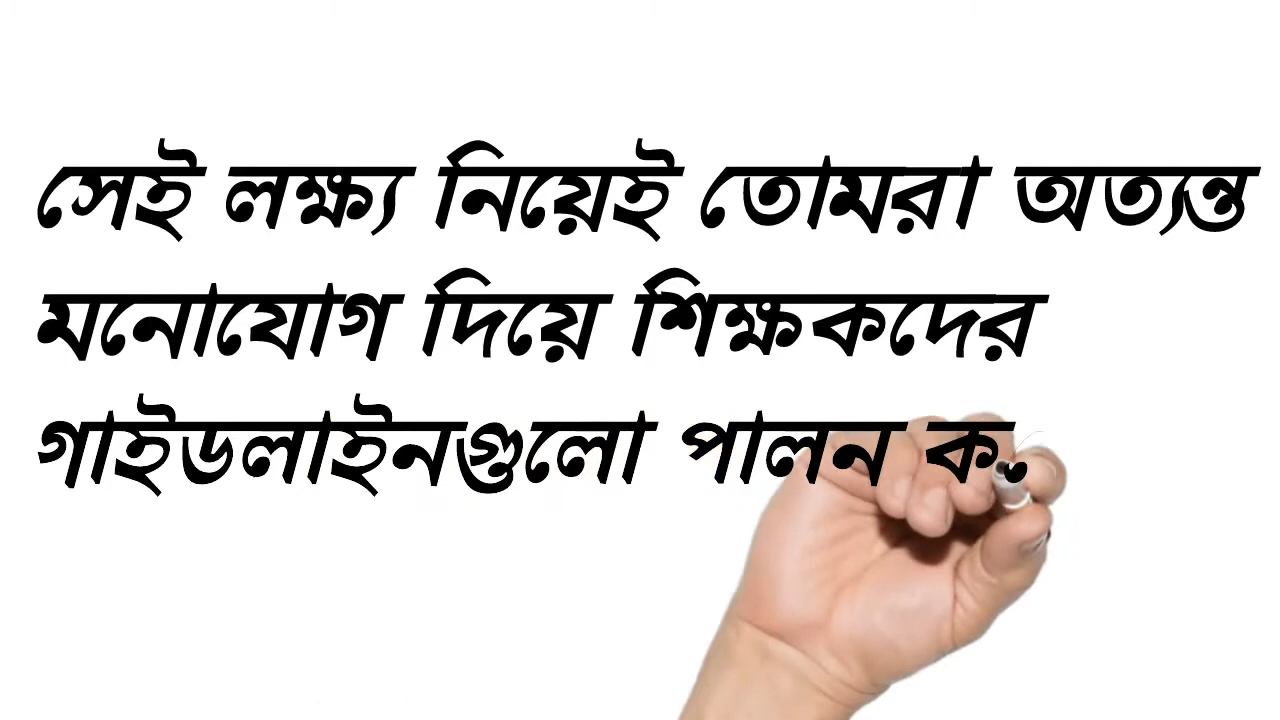 সেই লক্ষ্য নিয়েই তোমরা অত্যন্ত
মনোযোগ দিয়ে শিক্ষকদের
গাইডলাইনগুলো পালন ক